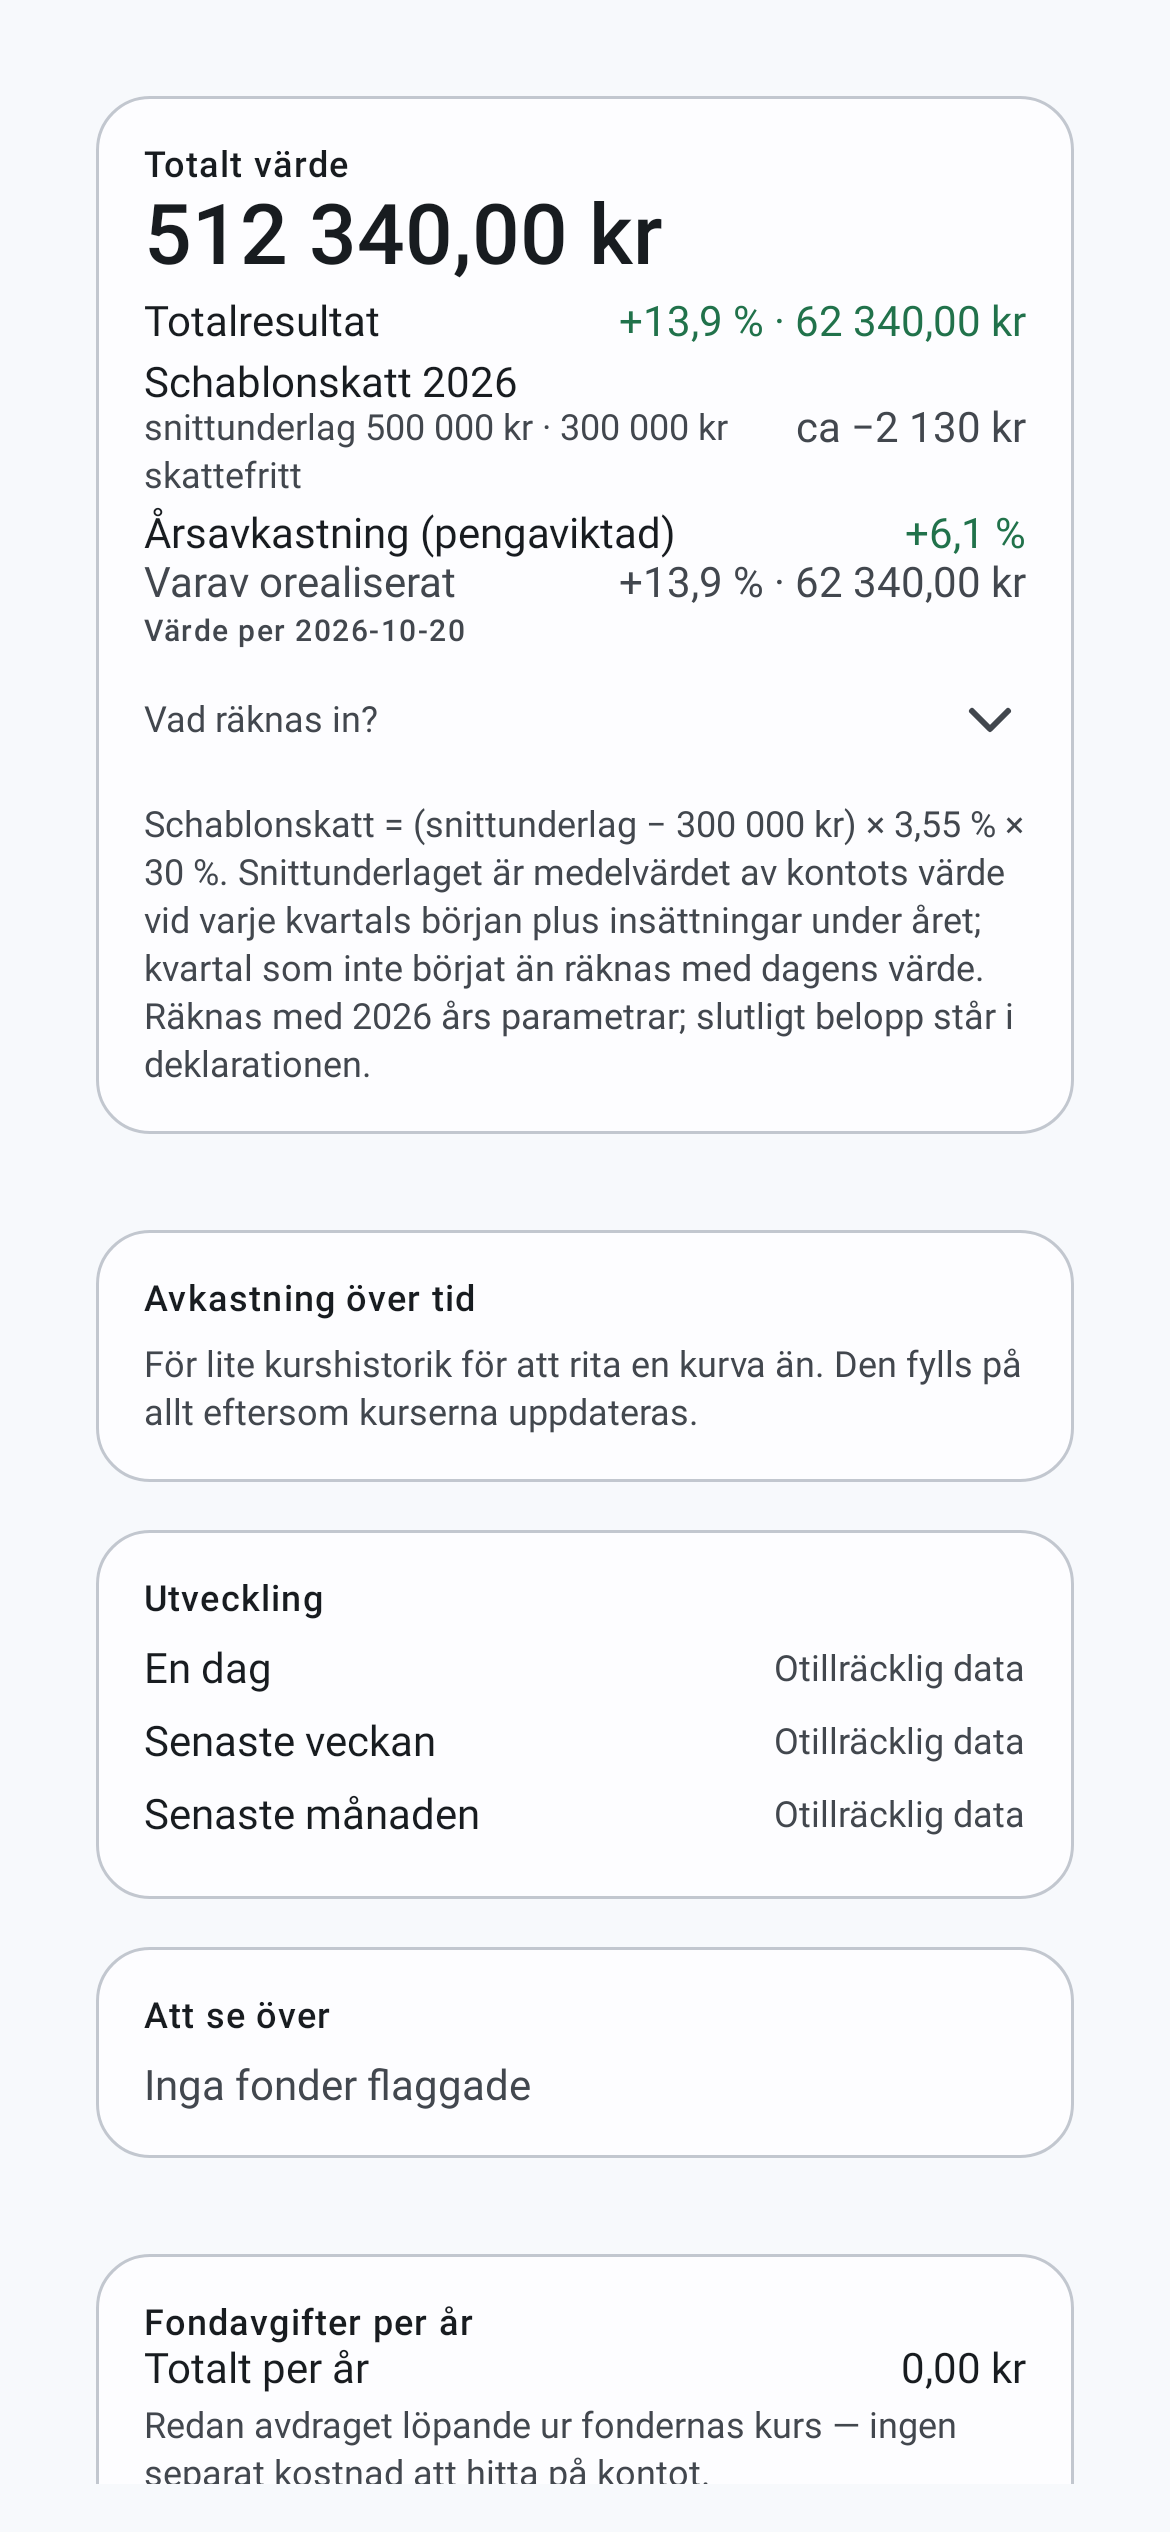 Totalt värde
512 340,00 kr
Totalresultat +13,9 % · 62 340,00 kr
Schablonskatt 2026
snittunderlag 500 000 kr · 300 000 kr ca −2 130 kr
skattefritt
Årsavkastning (pengaviktad) +6,1 %
Varav orealiserat +13,9 % · 62 340,00 kr
Värde per 2026-10-20
Vad räknas in?
Schablonskatt = (snittunderlag − 300 000 kr) × 3,55 % ×
30 %. Snittunderlaget är medelvärdet av kontots värde
vid varje kvartals början plus insättningar under året;
kvartal som inte börjat än räknas med dagens värde.
Räknas med 2026 års parametrar; slutligt belopp står i
deklarationen.
Avkastning över tid
För lite kurshistorik för att rita en kurva än. Den fylls på
allt eftersom kurserna uppdateras.
Utveckling
En dag Otillräcklig data
Senaste veckan Otillräcklig data
Senaste månaden Otillräcklig data
Att se över
Inga fonder flaggade
Fondavgifter per år
Totalt per år 0,00 kr
Redan avdraget löpande ur fondernas kurs — ingen
separat kostnad att hitta på kontot.